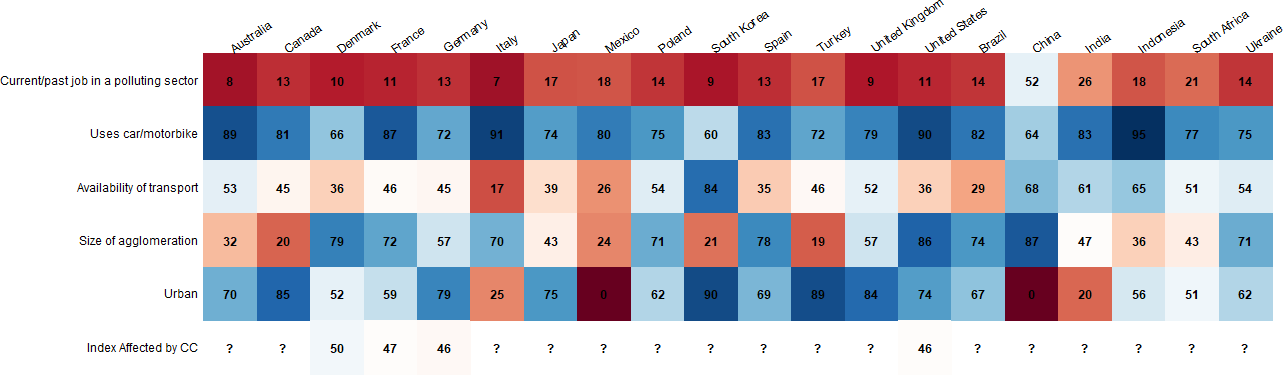 Australia Canada Denmark France Germany Italy Japan Mexico Poland South Korea Spain Turkey United Kingdom United States Brazil China India Indonesia South Africa Ukraine
Current/past job in a polluting sector 8 13 10 11 13 7 17 18 14 9 13 17 9 11 14 52 26 18 21 14
Uses car/motorbike 89 81 66 87 72 91 74 80 75 60 83 72 79 90 82 64 83 95 77 75
Availability of transport 53 45 36 46 45 17 39 26 54 84 35 46 52 36 29 68 61 65 51 54
Size of agglomeration 32 20 79 72 57 70 43 24 71 21 78 19 57 86 74 87 47 36 43 71
Urban 70 85 52 59 79 25 75 0 62 90 69 89 84 74 67 0 20 56 51 62
Index Affected by CC ? ? 50 47 46 ? ? ? ? ? ? ? ? 46 ? ? ? ? ? ?